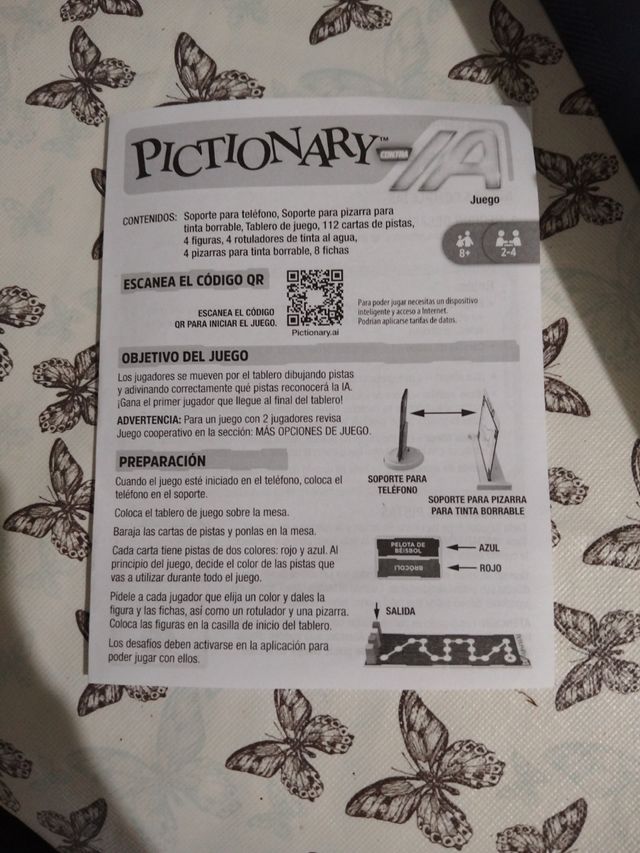 PICTIONARY™ CONTRA IA
Juego
CONTENIDOS: Soporte para teléfono, Soporte para pizarra para
tinta borrable, Tablero de juego, 112 cartas de pistas,
4 figuras, 4 rotuladores de tinta al agua,
4 pizarras para tinta borrable, 8 fichas
8+ 2-4
ESCANEA EL CÓDIGO QR
ESCANEA EL CÓDIGO
QR PARA INICIAR EL JUEGO.
Pictionary.ai
Para poder jugar necesitas un dispositivo
inteligente y acceso a Internet.
Podrían aplicarse tarifas de datos.
OBJETIVO DEL JUEGO
Los jugadores se mueven por el tablero dibujando pistas
y adivinando correctamente qué pistas reconocerá la IA.
¡Gana el primer jugador que llegue al final del tablero!
ADVERTENCIA: Para un juego con 2 jugadores revisa
Juego cooperativo en la sección: MÁS OPCIONES DE JUEGO.
SOPORTE PARA
TELÉFONO
SOPORTE PARA PIZARRA
PARA TINTA BORRABLE
PREPARACIÓN
Cuando el juego esté iniciado en el teléfono, coloca el
teléfono en el soporte.
Coloca el tablero de juego sobre la mesa.
Baraja las cartas de pistas y ponlas en la mesa.
Cada carta tiene pistas de dos colores: rojo y azul. Al
principio del juego, decide el color de las pistas que
vas a utilizar durante todo el juego.
PELOTA DE
BÉISBOL
AZUL
BRÓCOLI
ROJO
Pídele a cada jugador que elija un color y dales la
figura y las fichas, así como un rotulador y una pizarra.
Coloca las figuras en la casilla de inicio del tablero.
SALIDA
Los desafíos deben activarse en la aplicación para
poder jugar con ellos.